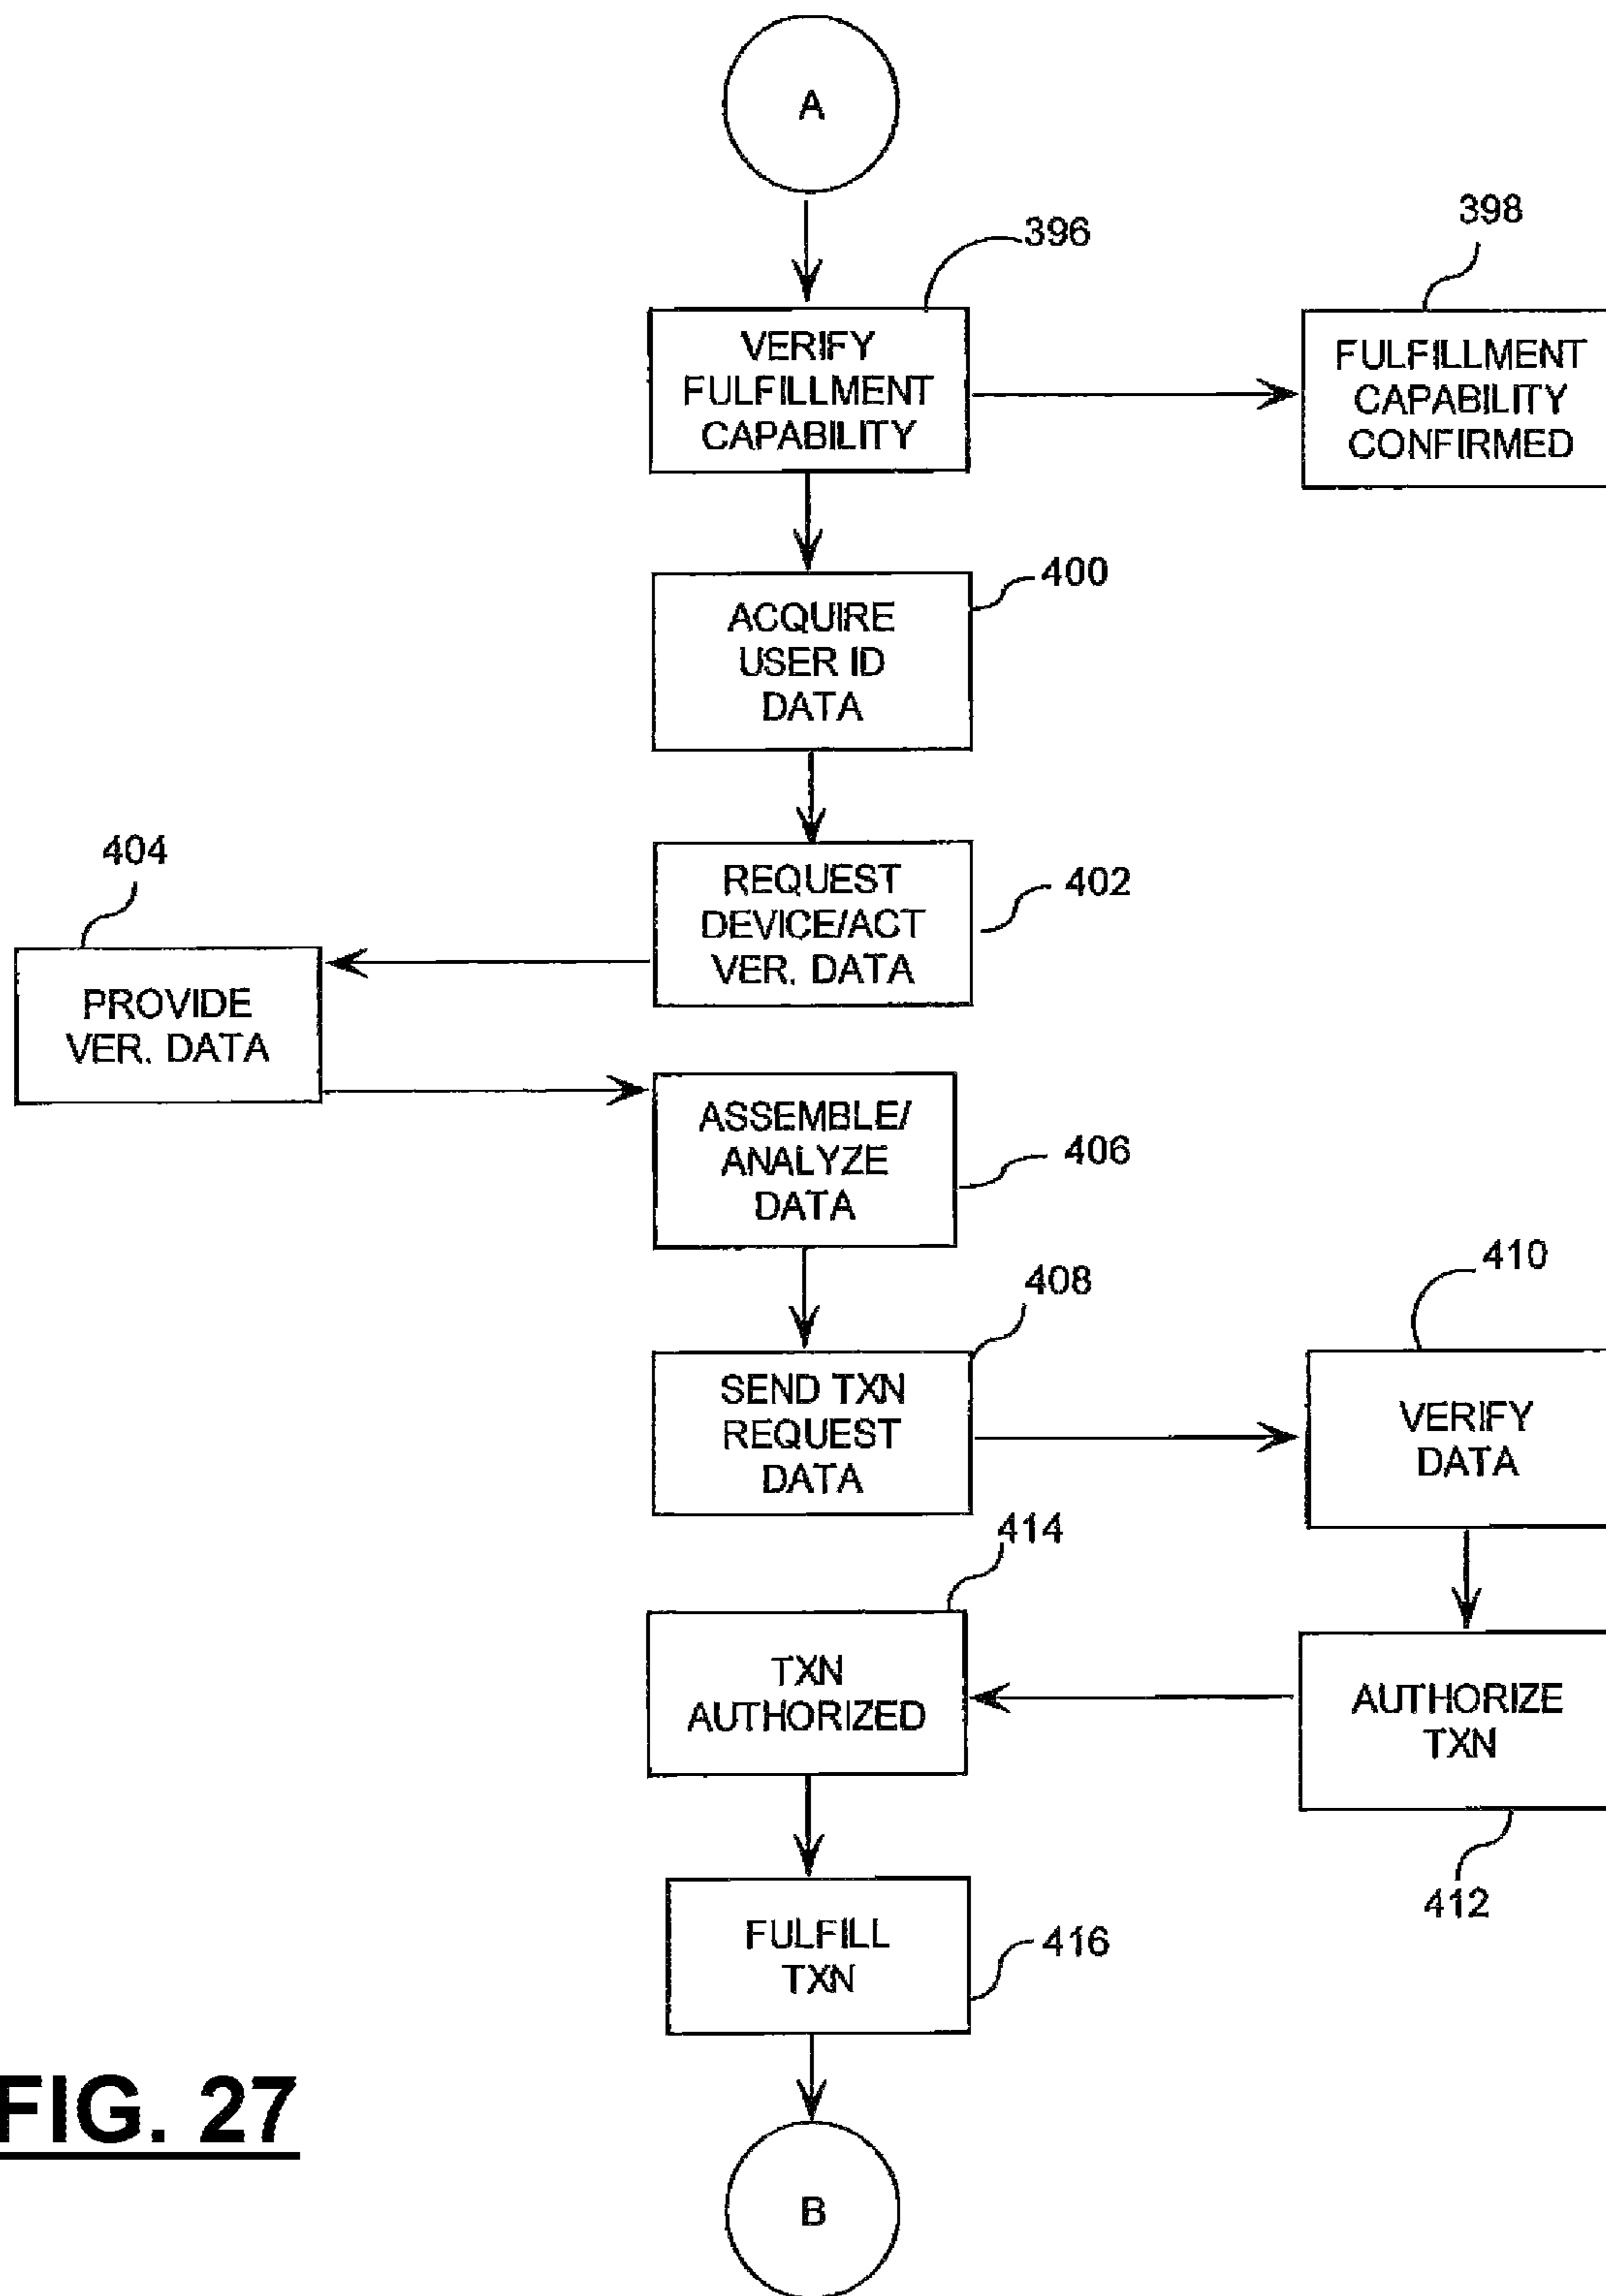 A
396
398
VERIFY
FULFILLMENT
CAPABILITY
FULFILLMENT
CAPABILITY
CONFIRMED
400
ACQUIRE
USER ID
DATA
404
402
REQUEST
DEVICE/ACT
VER. DATA
PROVIDE
VER. DATA
ASSEMBLE/
ANALYZE
DATA
406
408
410
SEND TXN
REQUEST
DATA
VERIFY
DATA
414
TXN
AUTHORIZED
AUTHORIZE
TXN
412
FULFILL
TXN
416
FIG. 27
B